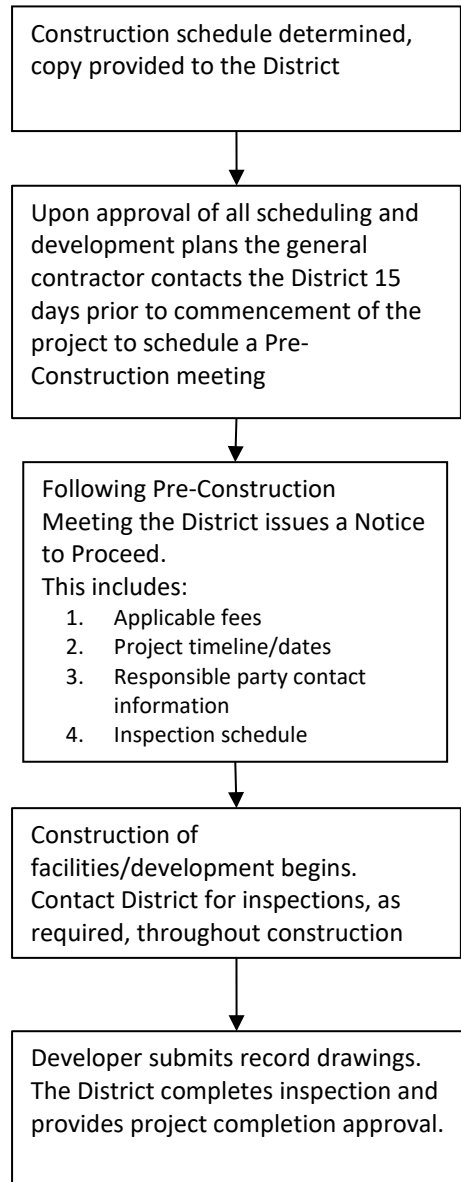 Construction schedule determined,
copy provided to the District
Upon approval of all scheduling and
development plans the general
contractor contacts the District 15
days prior to commencement of the
project to schedule a Pre-
Construction meeting
Following Pre-Construction
Meeting the District issues a Notice
to Proceed.
This includes:
1. Applicable fees
2. Project timeline/dates
3. Responsible party contact
information
4. Inspection schedule
Construction of
facilities/development begins.
Contact District for inspections, as
required, throughout construction
Developer submits record drawings.
The District completes inspection and
provides project completion approval.